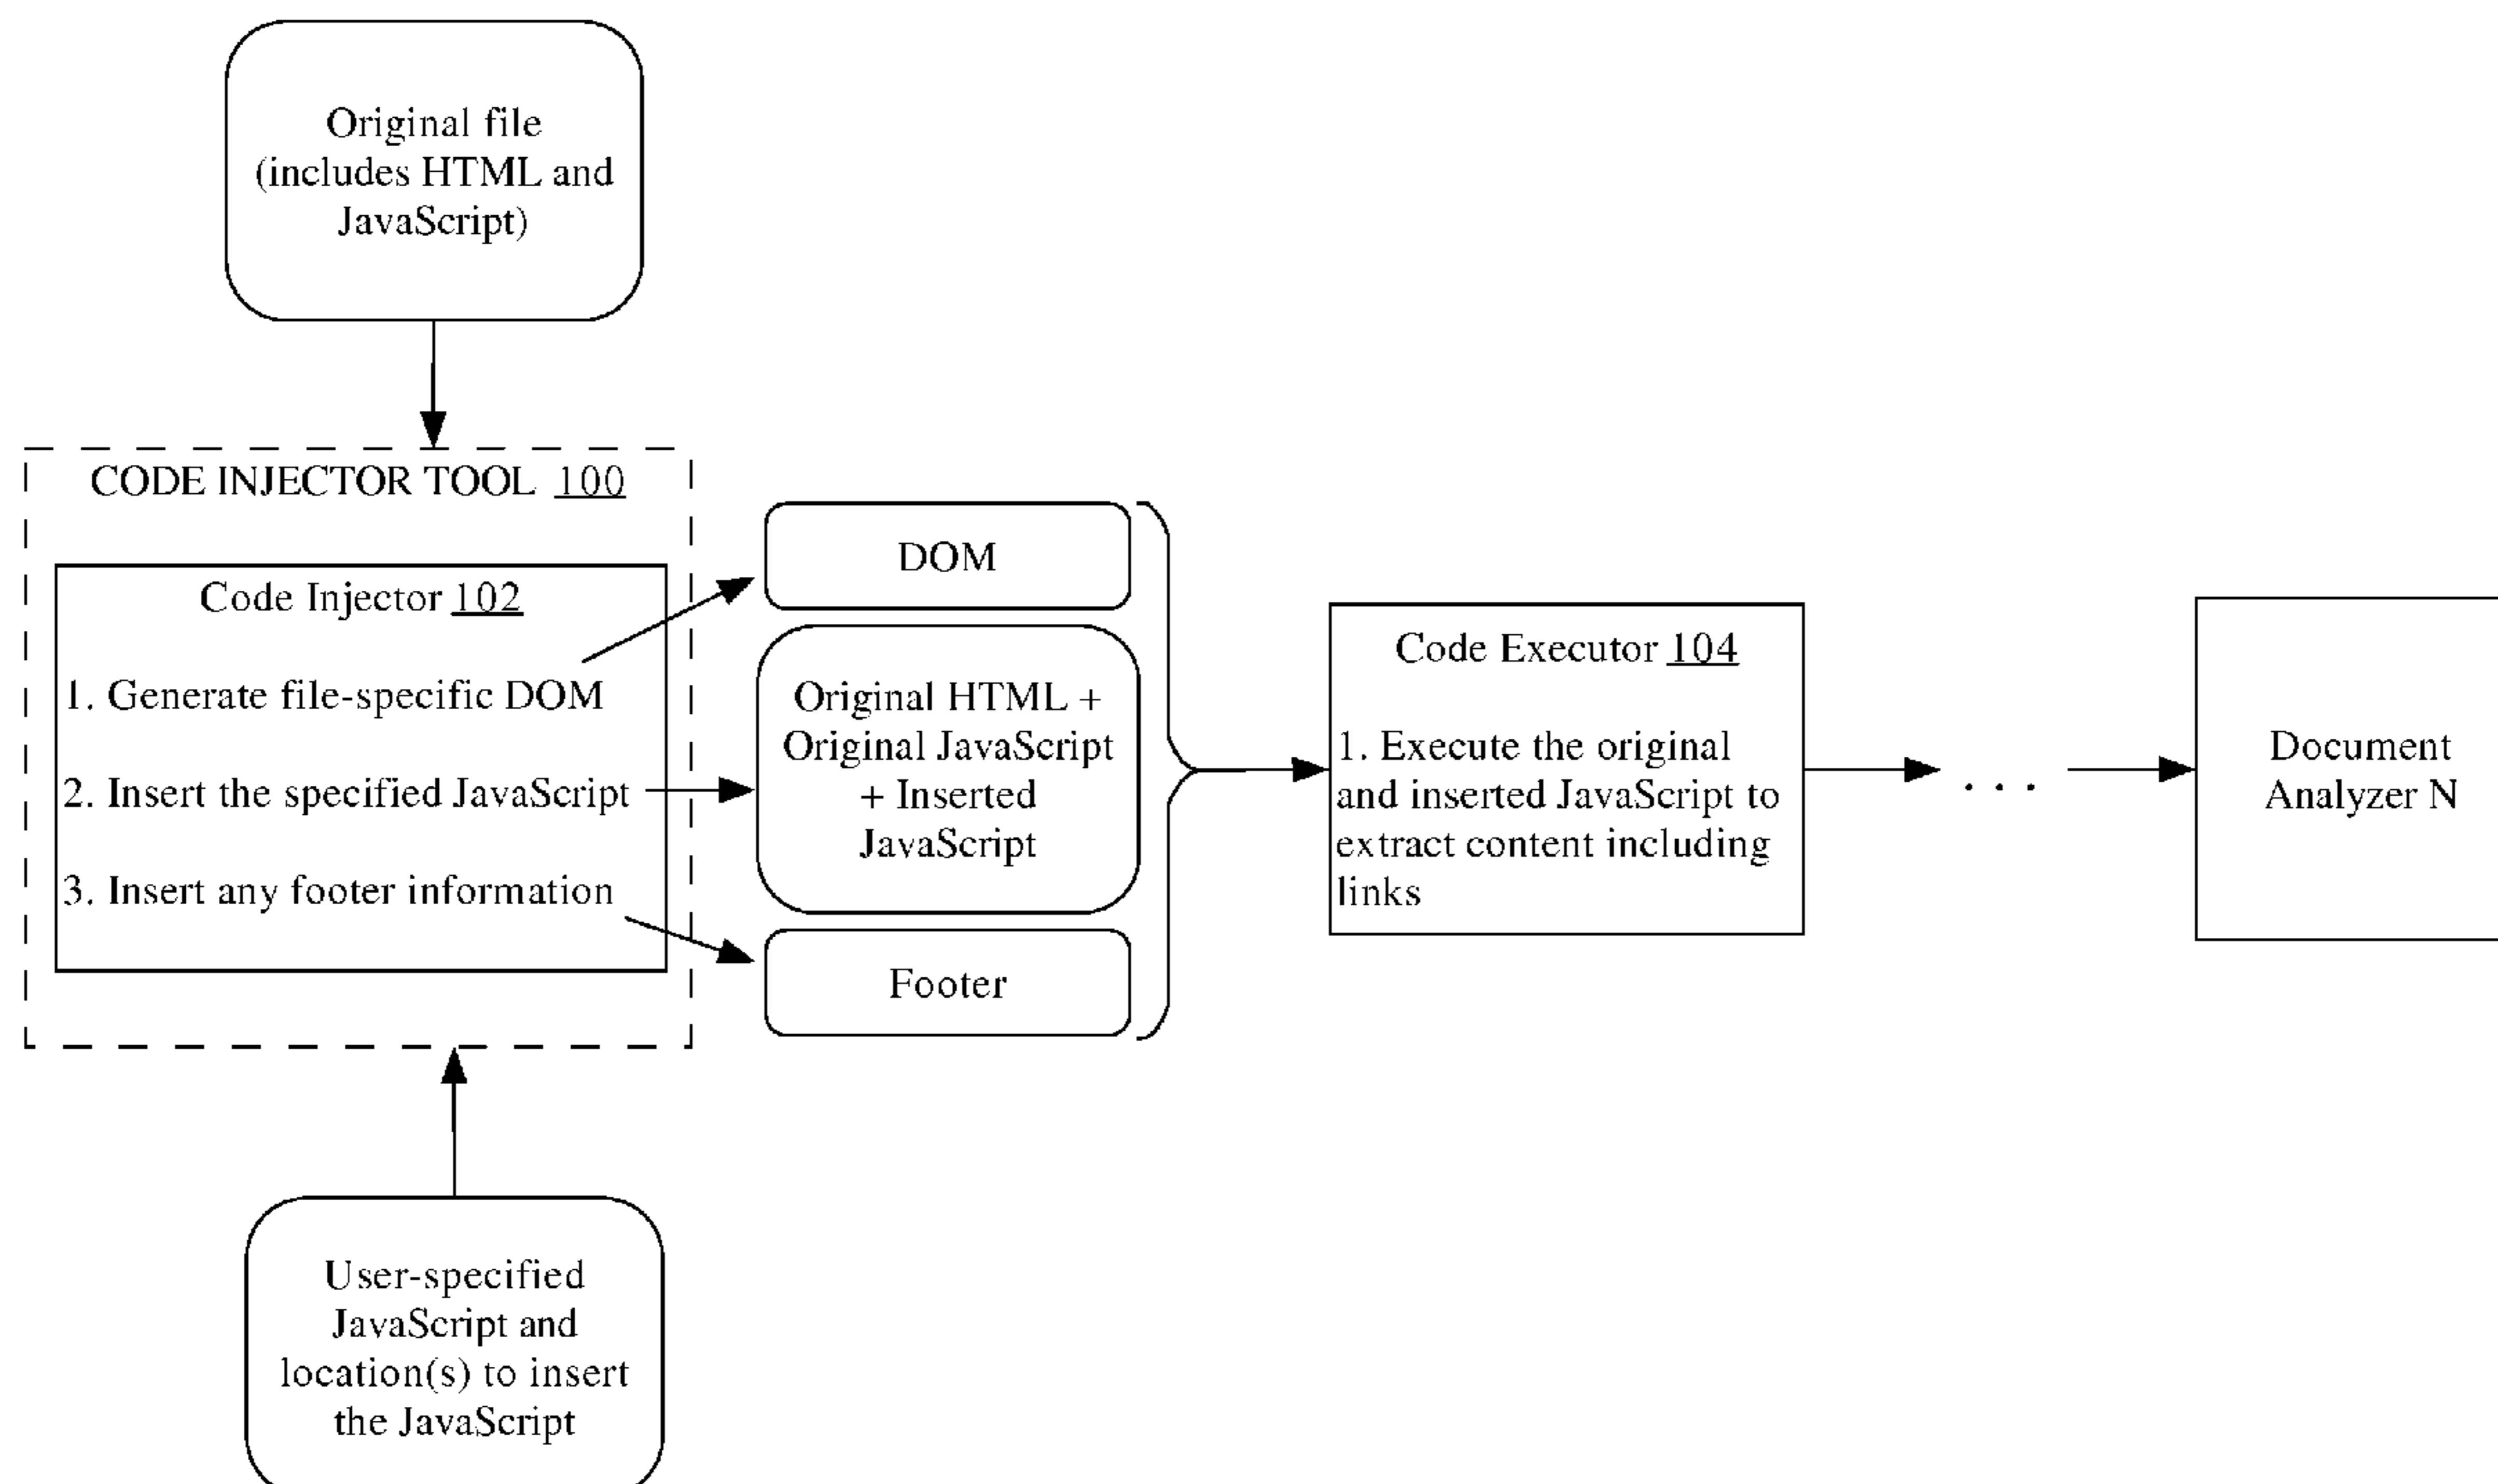 Original file
(includes HTML and
JavaScript)
CODE INJECTOR TOOL 100
Code Injector 102
1. Generate file-specific DOM
2. Insert the specified JavaScript
3. Insert any footer information
DOM
Original HTML +
Original JavaScript
+ Inserted
JavaScript
Footer
Code Executor 104
1. Execute the original
and inserted JavaScript to
extract content including
links
. . .
Document
Analyzer N
User-specified
JavaScript and
location(s) to insert
the JavaScript